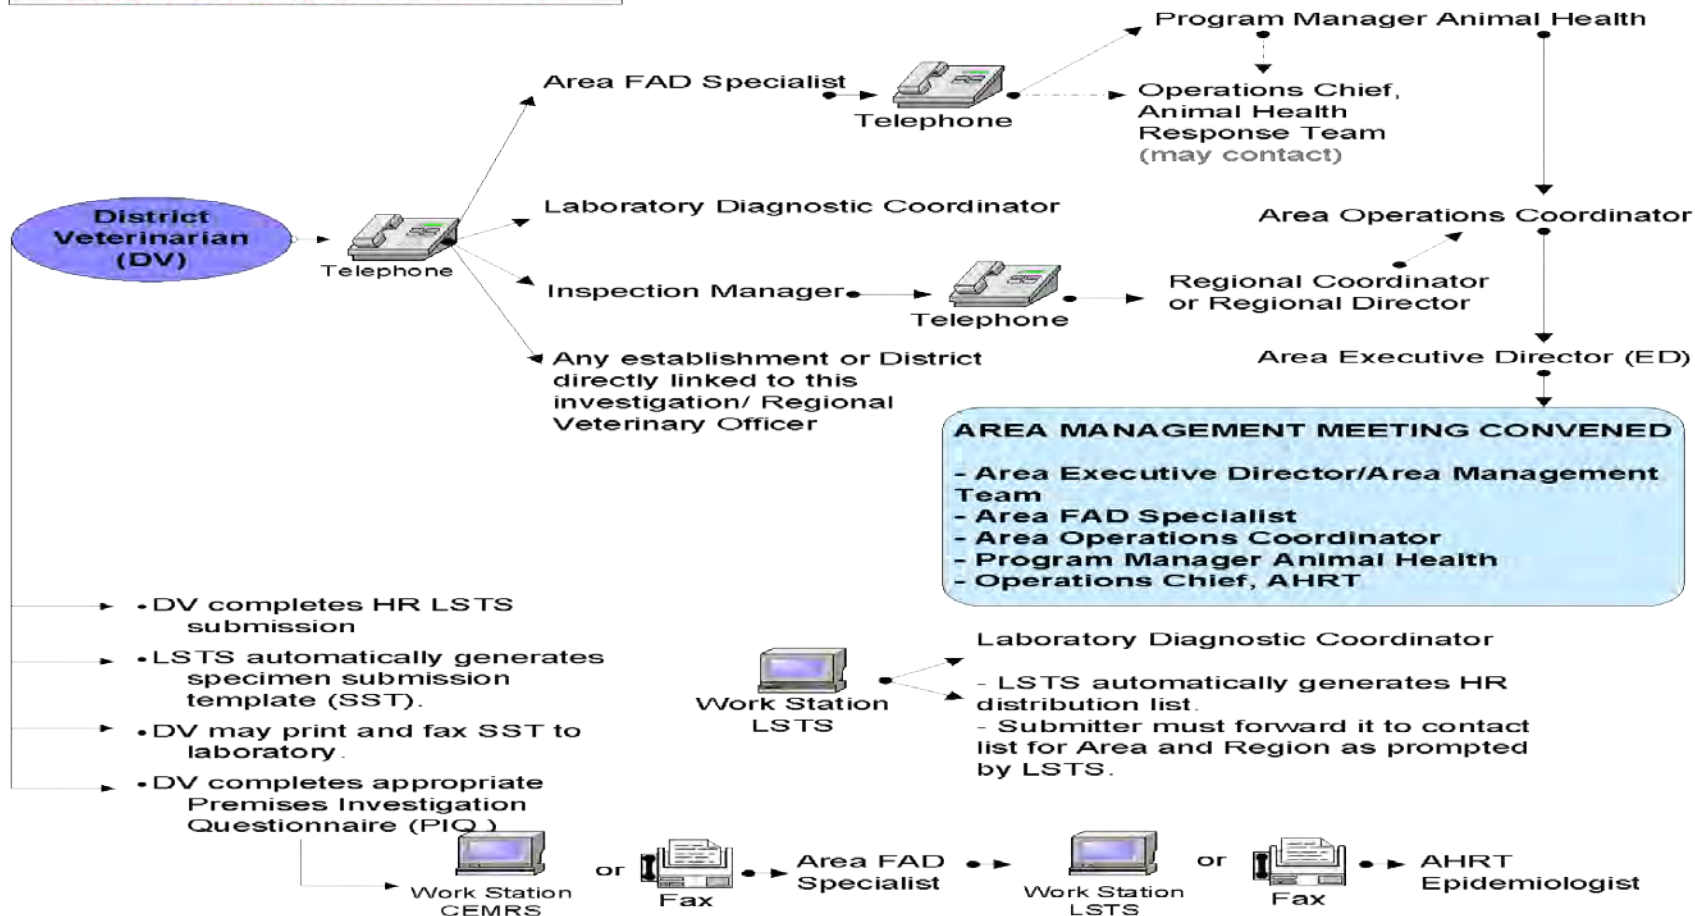 Program Manager Animal Health
Area FAD Specialist
Telephone
Operations Chief,
Animal Health
Response Team
(may contact)
District
Veterinarian
(DV)
Telephone
Laboratory Diagnostic Coordinator
Area Operations Coordinator
Inspection Manager
Telephone
Regional Coordinator
or Regional Director
Any establishment or District
directly linked to this
investigation/ Regional
Veterinary Officer
Area Executive Director (ED)
AREA MANAGEMENT MEETING CONVENED
- Area Executive Director/Area Management
Team
- Area FAD Specialist
- Area Operations Coordinator
- Program Manager Animal Health
- Operations Chief, AHRT
• DV completes HR LSTS
submission
• LSTS automatically generates
specimen submission
template (SST).
• DV may print and fax SST to
laboratory.
• DV completes appropriate
Premises Investigation
Questionnaire (PIQ )
Work Station
LSTS
Laboratory Diagnostic Coordinator
- LSTS automatically generates HR
distribution list.
- Submitter must forward it to contact
list for Area and Region as prompted
by LSTS.
Work Station
CEMRS
or
Fax
Area FAD
Specialist
Work Station
LSTS
or
Fax
AHRT
Epidemiologist